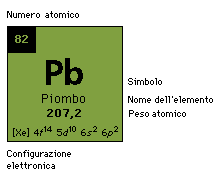 Numero atomico
82
Pb
Simbolo
Piombo
Nome dell'elemento
207,2
Peso atomico
[Xe] 4f¹⁴ 5d¹⁰ 6s² 6p²
Configurazione
elettronica